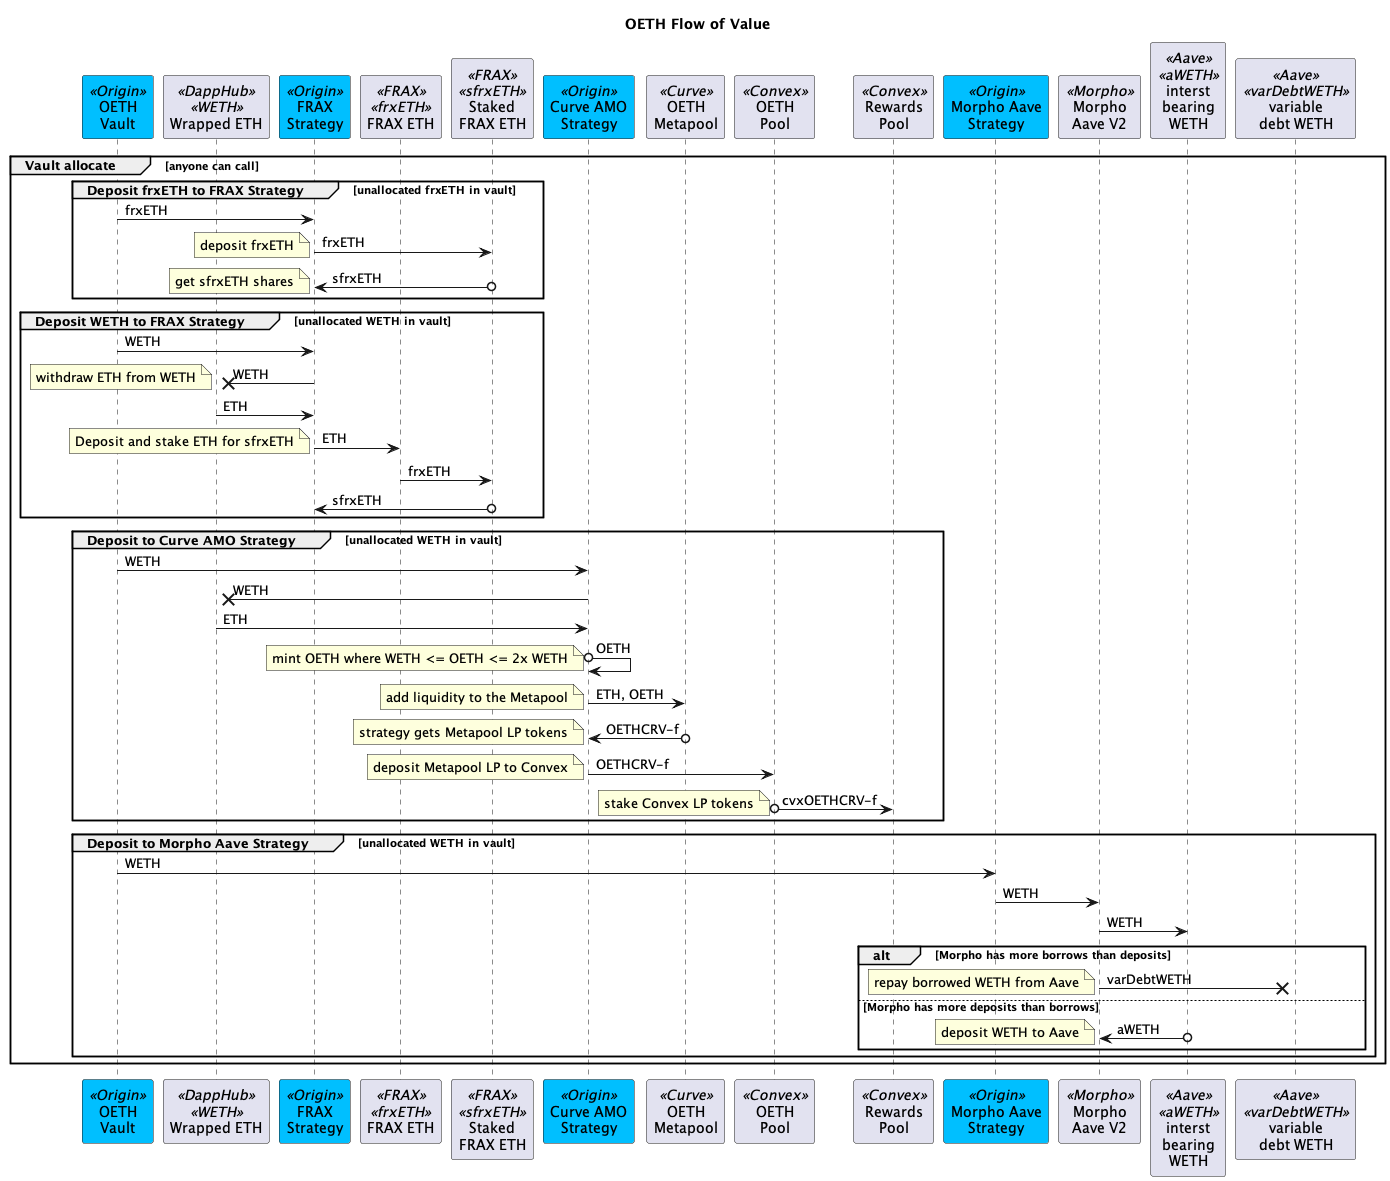 OETH Flow of Value
«Origin»
OETH
Vault
«DappHub»
«WETH»
Wrapped ETH
«Origin»
FRAX
Strategy
«FRAX»
«frxETH»
FRAX ETH
«FRAX»
«sfrxETH»
Staked
FRAX ETH
«Origin»
Curve AMO
Strategy
«Curve»
OETH
Metapool
«Convex»
OETH
Pool
«Convex»
Rewards
Pool
«Origin»
Morpho Aave
Strategy
«Morpho»
Morpho
Aave V2
«Aave»
«aWETH»
interst
bearing
WETH
«Aave»
«varDebtWETH»
variable
debt WETH
Vault allocate [anyone can call]
Deposit frxETH to FRAX Strategy [unallocated frxETH in vault]
frxETH
deposit frxETH frxETH
get sfrxETH shares sfrxETH
Deposit WETH to FRAX Strategy [unallocated WETH in vault]
WETH
withdraw ETH from WETH WETH
ETH
Deposit and stake ETH for sfrxETH ETH
frxETH
sfrxETH
Deposit to Curve AMO Strategy [unallocated WETH in vault]
WETH
WETH
ETH
mint OETH where WETH <= OETH <= 2x WETH OETH
add liquidity to the Metapool ETH, OETH
strategy gets Metapool LP tokens OETHCRV-f
deposit Metapool LP to Convex OETHCRV-f
stake Convex LP tokens cvxOETHCRV-f
Deposit to Morpho Aave Strategy [unallocated WETH in vault]
WETH
WETH
WETH
alt [Morpho has more borrows than deposits]
repay borrowed WETH from Aave varDebtWETH
[Morpho has more deposits than borrows]
deposit WETH to Aave aWETH
«Origin»
OETH
Vault
«DappHub»
«WETH»
Wrapped ETH
«Origin»
FRAX
Strategy
«FRAX»
«frxETH»
FRAX ETH
«FRAX»
«sfrxETH»
Staked
FRAX ETH
«Origin»
Curve AMO
Strategy
«Curve»
OETH
Metapool
«Convex»
OETH
Pool
«Convex»
Rewards
Pool
«Origin»
Morpho Aave
Strategy
«Morpho»
Morpho
Aave V2
«Aave»
«aWETH»
interst
bearing
WETH
«Aave»
«varDebtWETH»
variable
debt WETH